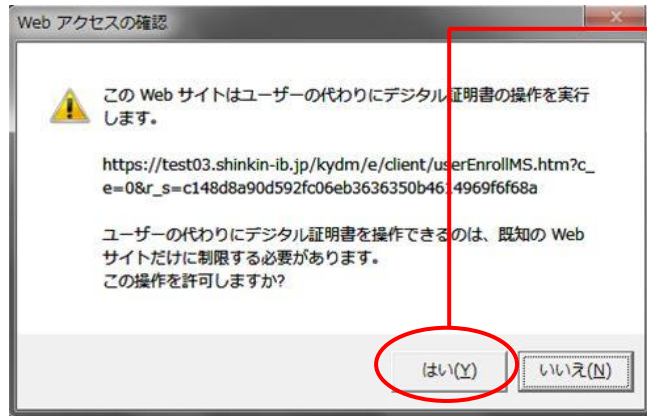 Web アクセスの確認
この Web サイトはユーザーの代わりにデジタル証明書の操作を実行
します。
https://test03.shinkin-ib.jp/kydm/e/client/userEnrollMS.htm?c_
e=0&r_s=c148d8a90d592fc06eb3636350b4614969f6f68a
ユーザーの代わりにデジタル証明書を操作できるのは、既知の Web
サイトだけに制限する必要があります。
この操作を許可しますか?
はい(Y)
いいえ(N)